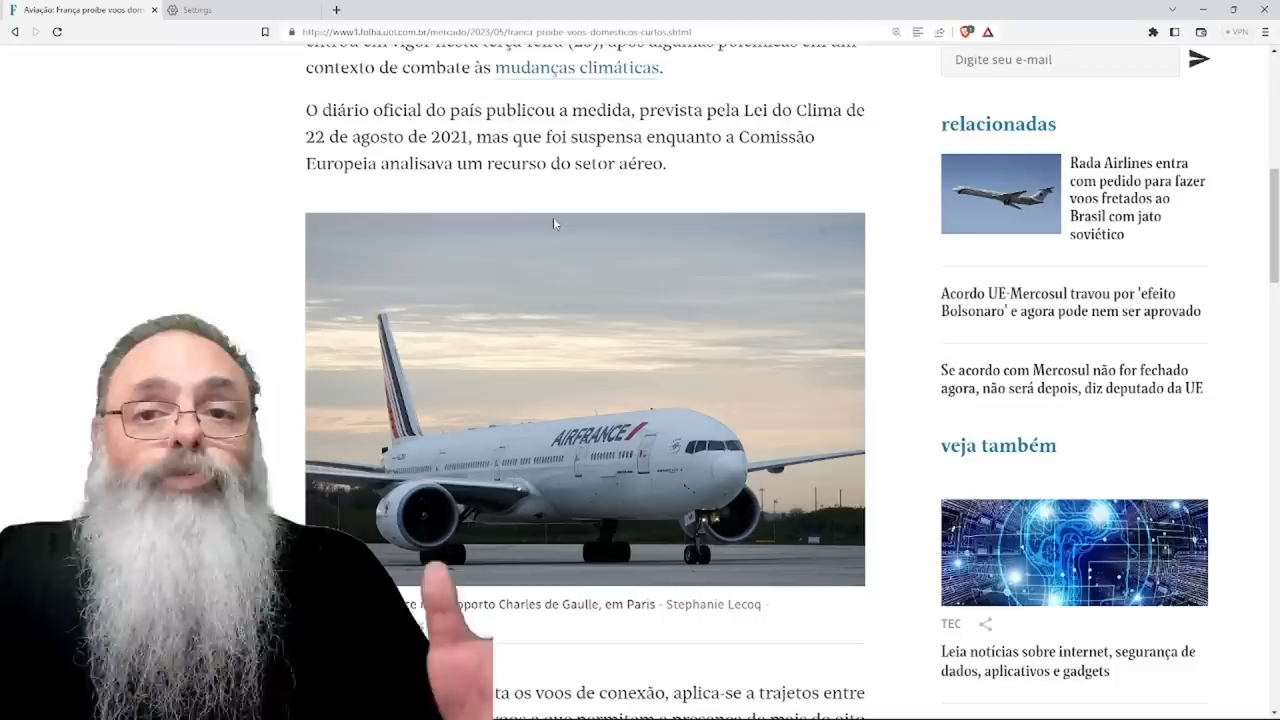 Aviação: França proíbe voos dom
Settings
https://www1.folha.uol.com.br/mercado/2023/05/franca-proibe-voos-domesticos-curtos.shtml
VPN
contexto de combate às mudanças climáticas.
O diário oficial do país publicou a medida, prevista pela Lei do Clima de
22 de agosto de 2021, mas que foi suspensa enquanto a Comissão
Europeia analisava um recurso do setor aéreo.
AIRFRANCE
oporto Charles de Gaulle, em Paris - Stephanie Lecoq -
ta os voos de conexão, aplica-se a trajetos entre
Digite seu e-mail
relacionadas
Rada Airlines entra
com pedido para fazer
voos fretados ao
Brasil com jato
soviético
Acordo UE-Mercosul travou por 'efeito
Bolsonaro' e agora pode nem ser aprovado
Se acordo com Mercosul não for fechado
agora, não será depois, diz deputado da UE
veja também
TEC
Leia notícias sobre internet, segurança de
dados, aplicativos e gadgets